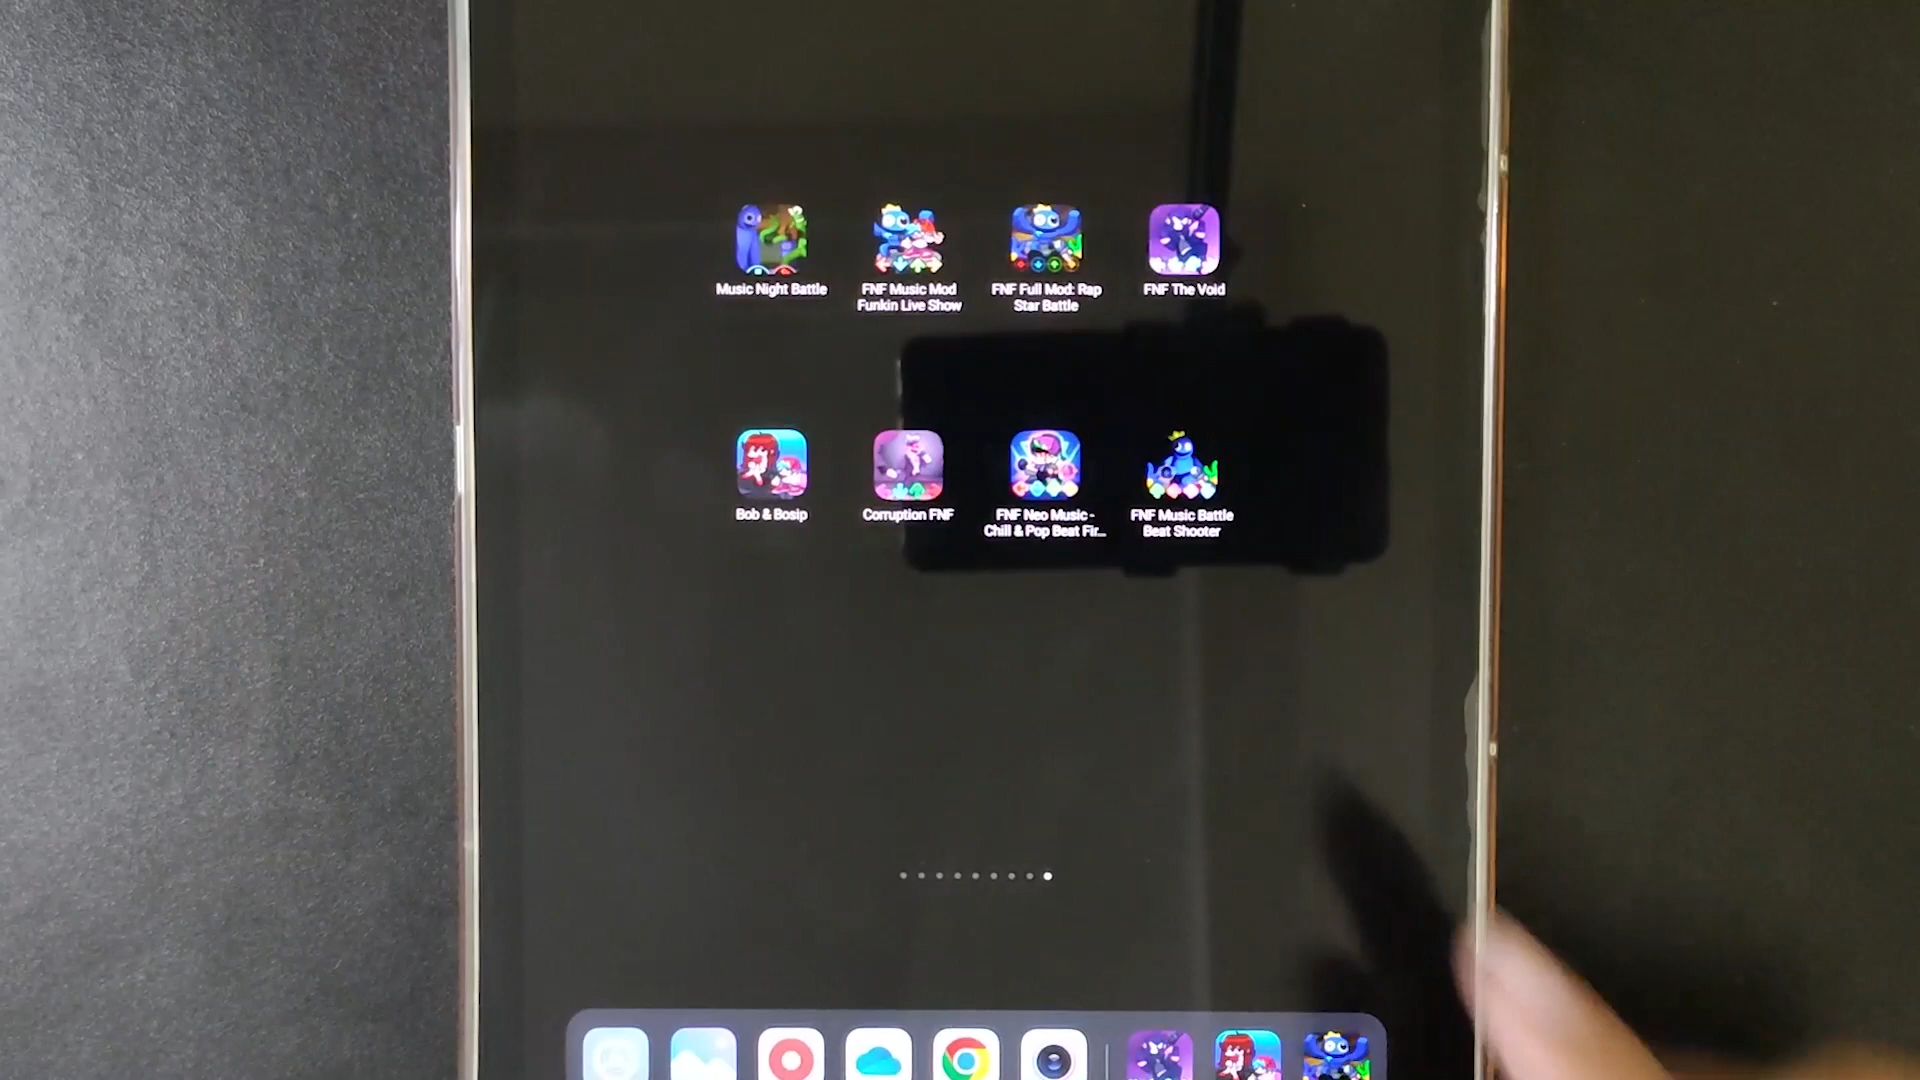 Music Night Battle
FNF Music Mod
Funkin Live Show
FNF Full Mod: Rap
Star Battle
FNF The Void
Bob & Bosip
Corruption FNF
FNF Neo Music -
Chill & Pop Beat Fir...
FNF Music Battle
Beat Shooter